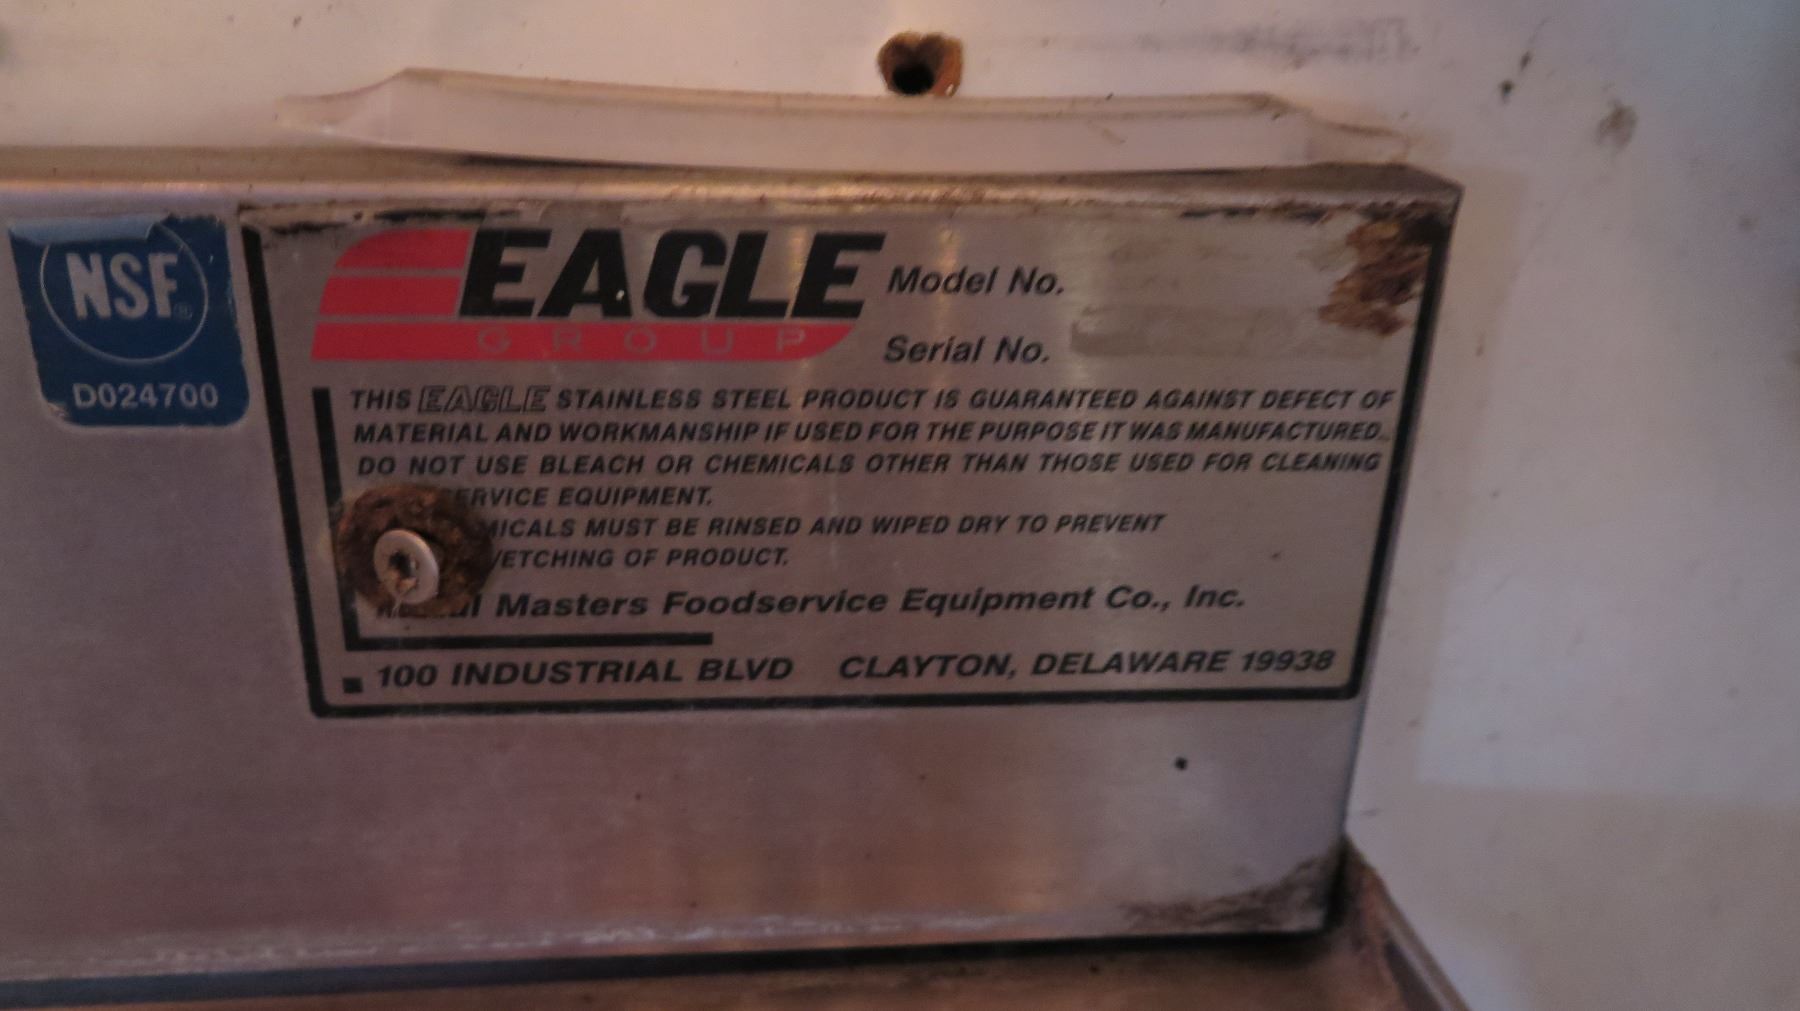 NSF®
D024700
EAGLE
GROUP
Model No.
Serial No.
THIS EAGLE STAINLESS STEEL PRODUCT IS GUARANTEED AGAINST DEFECT OF
MATERIAL AND WORKMANSHIP IF USED FOR THE PURPOSE IT WAS MANUFACTURED.
DO NOT USE BLEACH OR CHEMICALS OTHER THAN THOSE USED FOR CLEANING
EQUIPMENT.
MUST BE RINSED AND WIPED DRY TO PREVENT
/ETCHING OF PRODUCT.
Masters Foodservice Equipment Co., Inc.
100 INDUSTRIAL BLVD CLAYTON, DELAWARE 19938